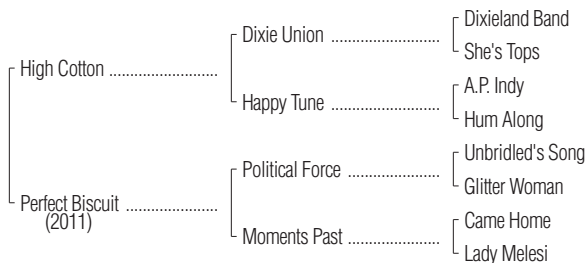 Dixieland Band
Dixie Union
She's Tops
High Cotton
A.P. Indy
Happy Tune
Hum Along
Unbridled's Song
Political Force
Glitter Woman
Perfect Biscuit
(2011)
Came Home
Moments Past
Lady Melesi